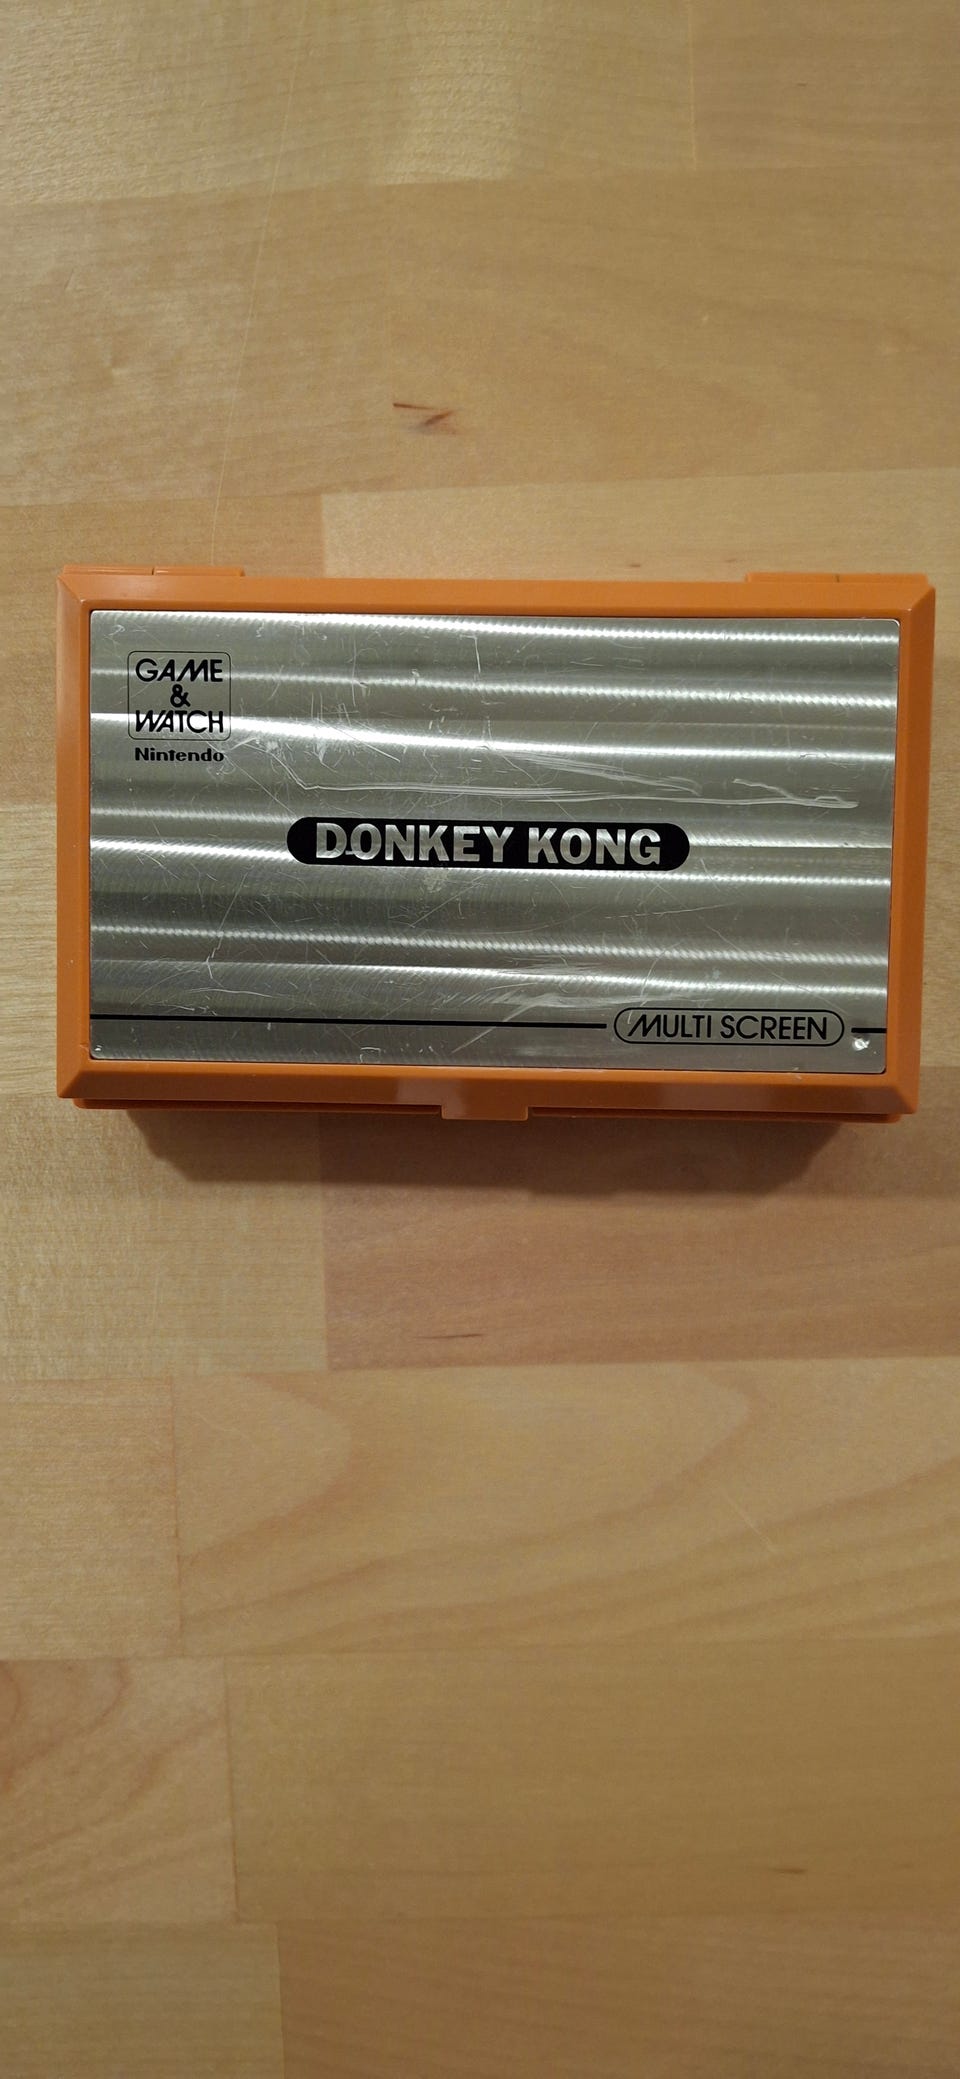 GAME
&
WATCH
Nintendo
DONKEY KONG
MULTI SCREEN